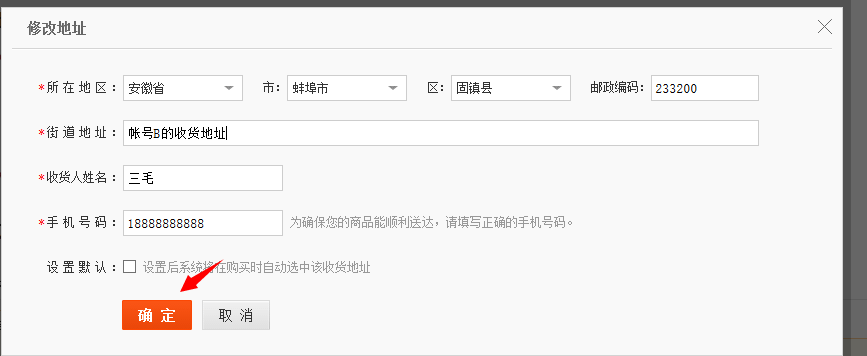 修改地址
*所在地区： 安徽省 市： 蚌埠市 区： 固镇县 邮政编码： 233200
*街道地址： 帐号B的收货地址
*收货人姓名： 三毛
*手机号码： 18888888888 为确保您的商品能顺利送达，请填写正确的手机号码。
设置默认： 设置后系统将在购买时自动选中该收货地址
确定 取消